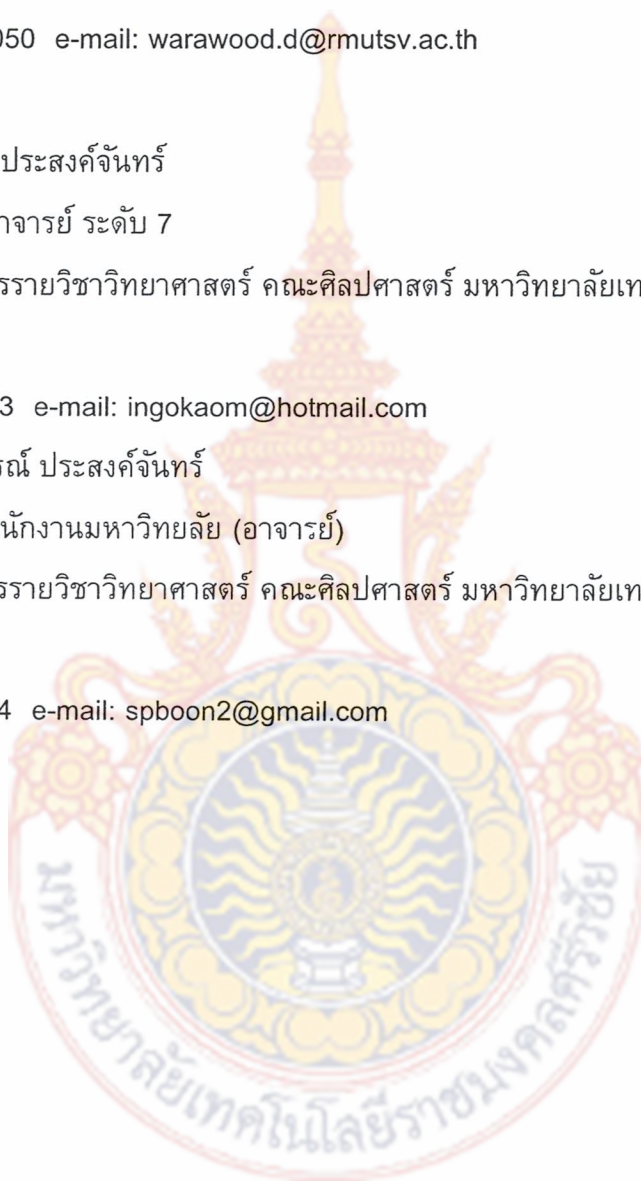 050 e-mail: warawood.d@rmutsv.ac.th
ประสงค์จันทร์
าจารย์ ระดับ 7
รรายวิชาวิทยาศาสตร์ คณะศิลปศาสตร์ มหาวิทยาลัยเท
3 e-mail: ingokaom@hotmail.com
รณ์ ประสงค์จันทร์
นักงานมหาวิทยลัย (อาจารย์)
รรายวิชาวิทยาศาสตร์ คณะศิลปศาสตร์ มหาวิทยาลัยเท
4 e-mail: spboon2@gmail.com
มหาวิทยาลัยเทคโนโลยีราชมงคลศรีวิชัย